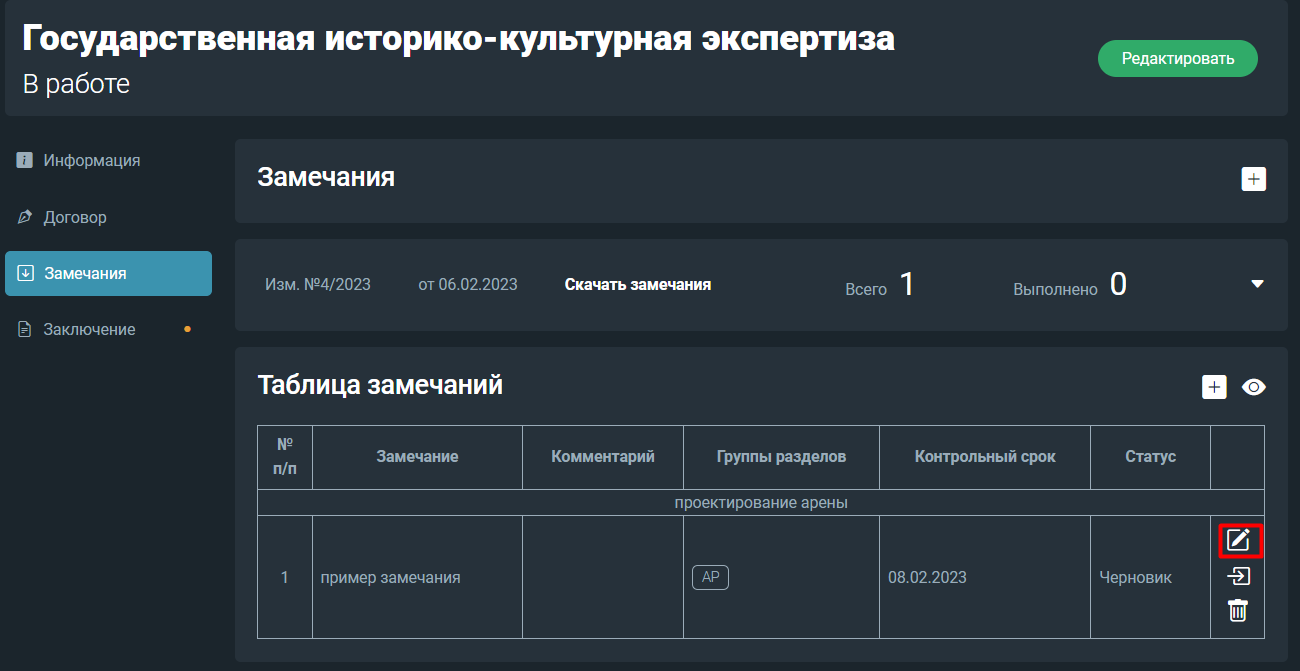 Государственная историко-культурная экспертиза
В работе
Редактировать
Информация
Договор
Замечания
Заключение
Замечания
Изм. №4/2023 от 06.02.2023 Скачать замечания Всего 1 Выполнено 0
Таблица замечаний
№ п/п Замечание Комментарий Группы разделов Контрольный срок Статус
проектирование арены
1 пример замечания АР 08.02.2023 Черновик